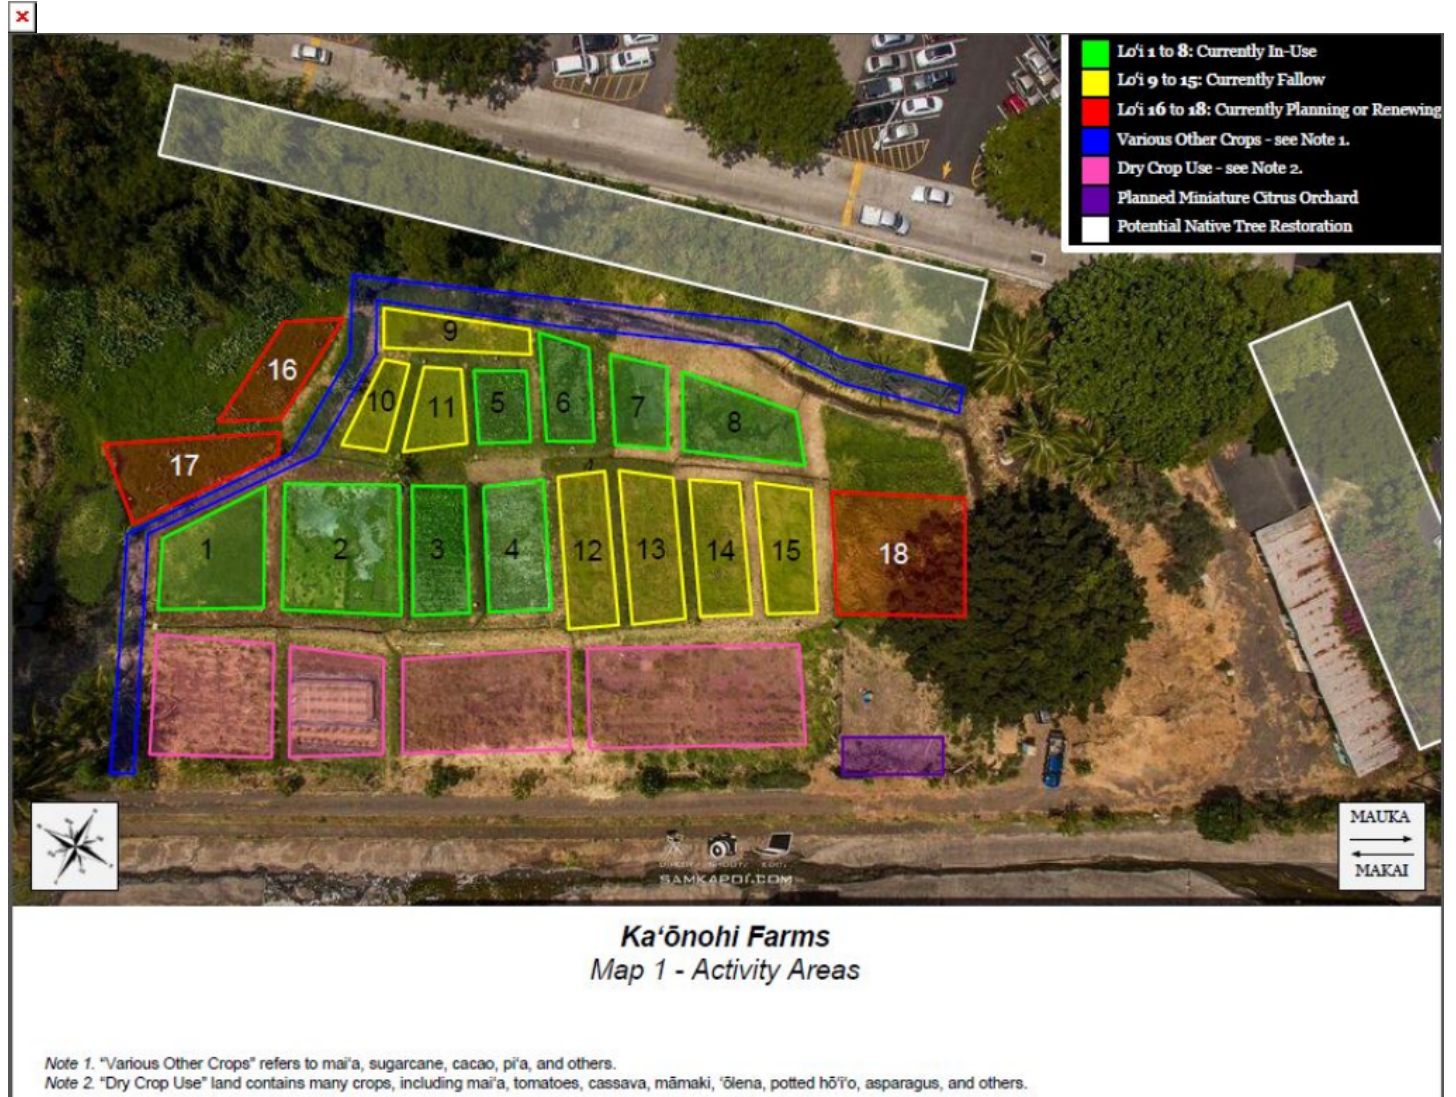 Lo'i 1 to 8: Currently In-Use
Lo'i 9 to 15: Currently Fallow
Lo'i 16 to 18: Currently Planning or Renewing
Various Other Crops - see Note 1.
Dry Crop Use - see Note 2.
Planned Miniature Citrus Orchard
Potential Native Tree Restoration
9
16
10
11
5
6
7
8
17
1
2
3
4
12
13
14
15
18
MAUKA
MAKAI
SAMKAPOI.COM
Ka'ōnohi Farms
Map 1 - Activity Areas
Note 1. "Various Other Crops" refers to mai'a, sugarcane, cacao, pi'a, and others.
Note 2. "Dry Crop Use" land contains many crops, including mai'a, tomatoes, cassava, māmaki, 'ōlena, potted hō'i'o, asparagus, and others.